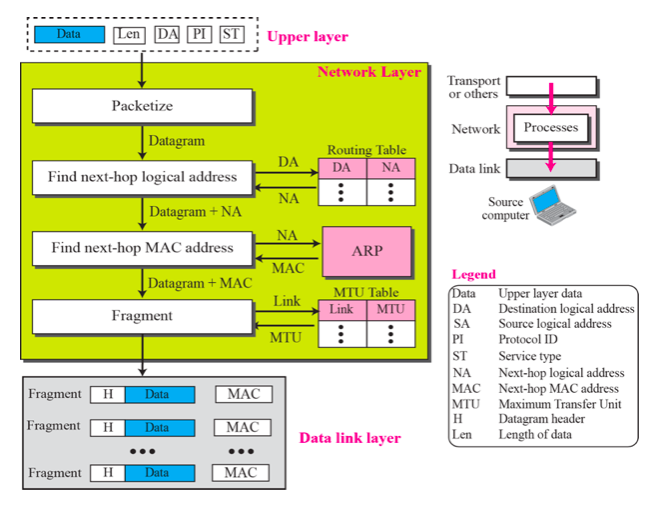 Data Len DA PI ST Upper layer
Network Layer
Packetize
Datagram
Routing Table
Find next-hop logical address
DA
NA
DA NA
Datagram + NA
Find next-hop MAC address
NA
MAC
ARP
Datagram + MAC
MTU Table
Fragment
Link
MTU
Link MTU
Fragment H Data MAC
Fragment H Data MAC
Fragment H Data MAC
Data link layer
Transport
or others
Network
Processes
Data link
Source
computer
Legend
Data Upper layer data
DA Destination logical address
SA Source logical address
PI Protocol ID
ST Service type
NA Next-hop logical address
MAC Next-hop MAC address
MTU Maximum Transfer Unit
H Datagram header
Len Length of data